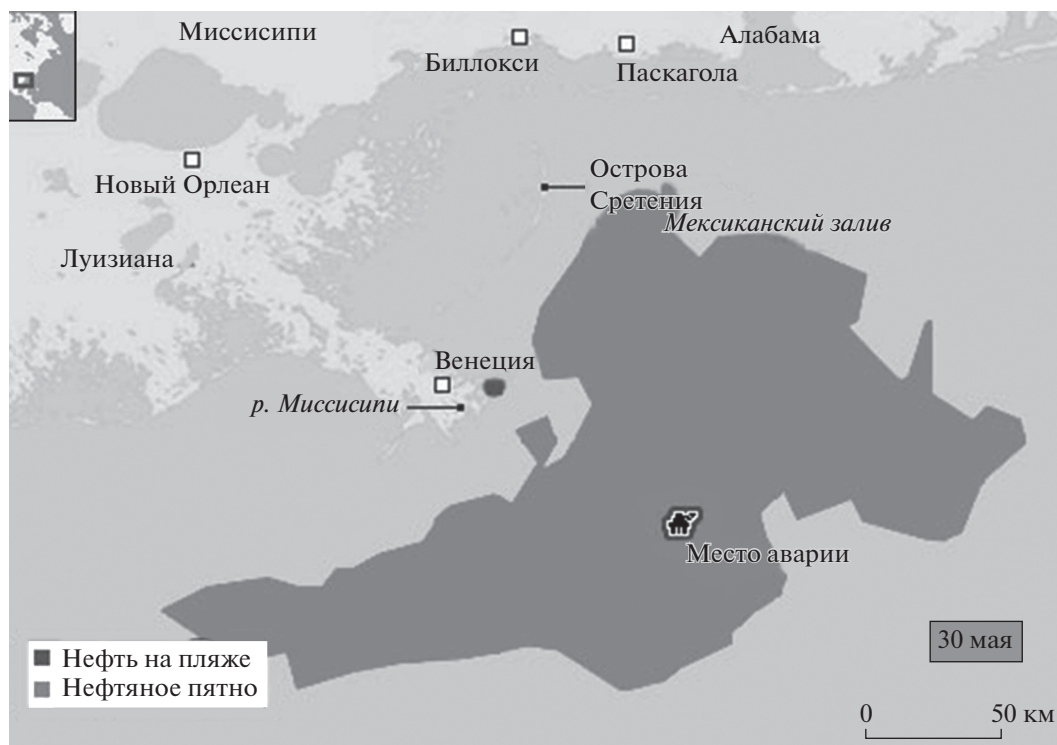 Миссисипи
Алабама
Биллокси
Паскагола
Новый Орлеан
Острова
Сретения
Мексиканский залив
Луизиана
Венеция
р. Миссисипи
Место аварии
30 мая
Нефть на пляже
Нефтяное пятно
0 50 км